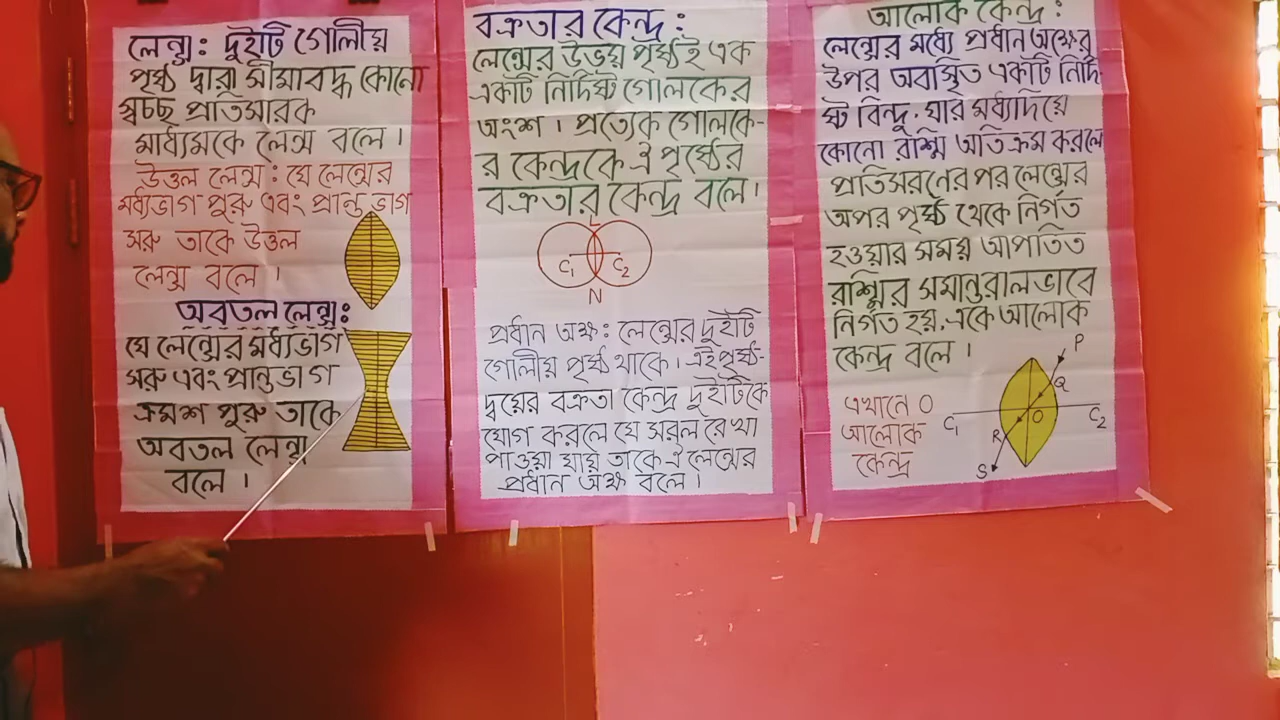 লেন্স: দুইটি গোলীয়
পৃষ্ঠ দ্বারা সীমাবদ্ধ কোনো
স্বচ্ছ প্রতিসারক
মাধ্যমকে লেন্স বলে।
উত্তল লেন্স: যে লেন্সের
মধ্যভাগ পুরু এবং প্রান্ত ভাগ
সরু তাকে উত্তল
লেন্স বলে।
অবতল লেন্স:
যে লেন্সের মধ্যভাগ
সরু এবং প্রান্তভাগ
ক্রমশ পুরু তাকে
অবতল লেন্স
বলে।
বক্রতার কেন্দ্র:
লেন্সের উভয় পৃষ্ঠই এক
একটি নির্দিষ্ট গোলকের
অংশ। প্রত্যেক গোলকে-
র কেন্দ্রকে ঐ পৃষ্ঠের
বক্রতার কেন্দ্র বলে।
L
C₁ C₂
N
প্রধান অক্ষ: লেন্সের দুইটি
গোলীয় পৃষ্ঠ থাকে। এই পৃষ্ঠ-
দ্বয়ের বক্রতা কেন্দ্র দুইটিকে
যোগ করলে যে সরল রেখা
পাওয়া যায় তাকে ঐ লেন্সের
প্রধান অক্ষ বলে।
আলোক কেন্দ্র:
লেন্সের মধ্যে প্রধান অক্ষের
উপর অবস্থিত একটি নির্দি-
ষ্ট বিন্দু. যার মধ্যদিয়ে
কোনো রশ্মি অতিক্রম করলে
প্রতিসরণের পর লেন্সের
অপর পৃষ্ঠ থেকে নির্গত
হওয়ার সময় আপতিত
রশ্মির সমান্তরালভাবে
নির্গত হয়, একে আলোক
কেন্দ্র বলে।
এখানে O
আলোক
কেন্দ্র
P
Q
C₁ O C₂
R
S